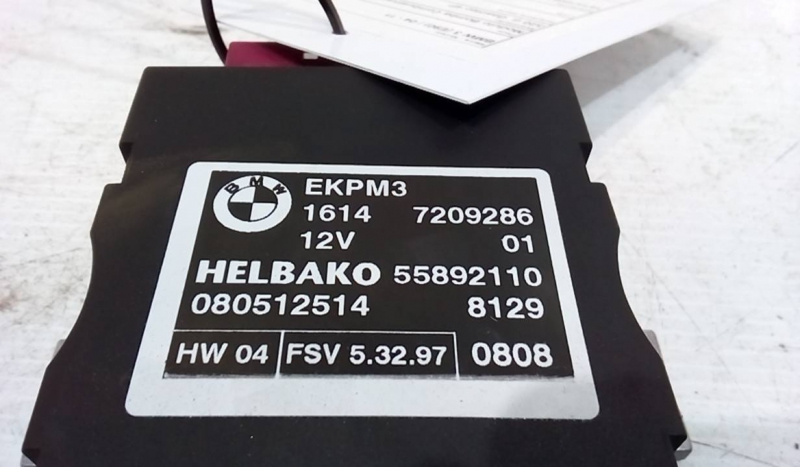 BMW
EKPM3
1614 7209286
12V 01
HELBAKO 55892110
080512514 8129
HW 04 FSV 5.32.97 0808